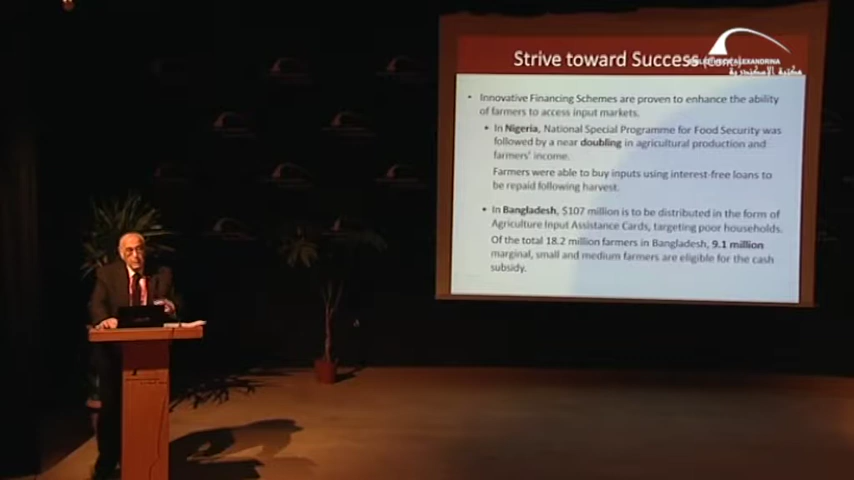 Strive toward Success
BIBLIOTHECA ALEXANDRINA
مكتبة الإسكندرية
• Innovative Financing Schemes are proven to enhance the ability
of farmers to access input markets.
• In Nigeria, National Special Programme for Food Security was
followed by a near doubling in agricultural production and
farmers' income.
Farmers were able to buy inputs using interest-free loans to
be repaid following harvest.
• In Bangladesh, $107 million is to be distributed in the form of
Agriculture Input Assistance Cards, targeting poor households.
Of the total 18.2 million farmers in Bangladesh, 9.1 million
marginal, small and medium farmers are eligible for the cash
subsidy.